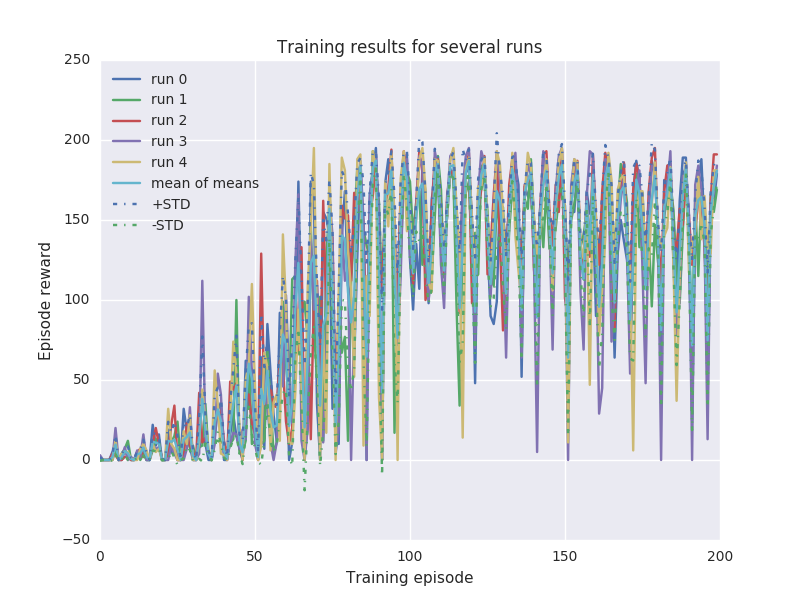 Training results for several runs
250
200
150
100
50
0
−50
Episode reward
run 0
run 1
run 2
run 3
run 4
mean of means
+STD
-STD
0
50
100
150
200
Training episode